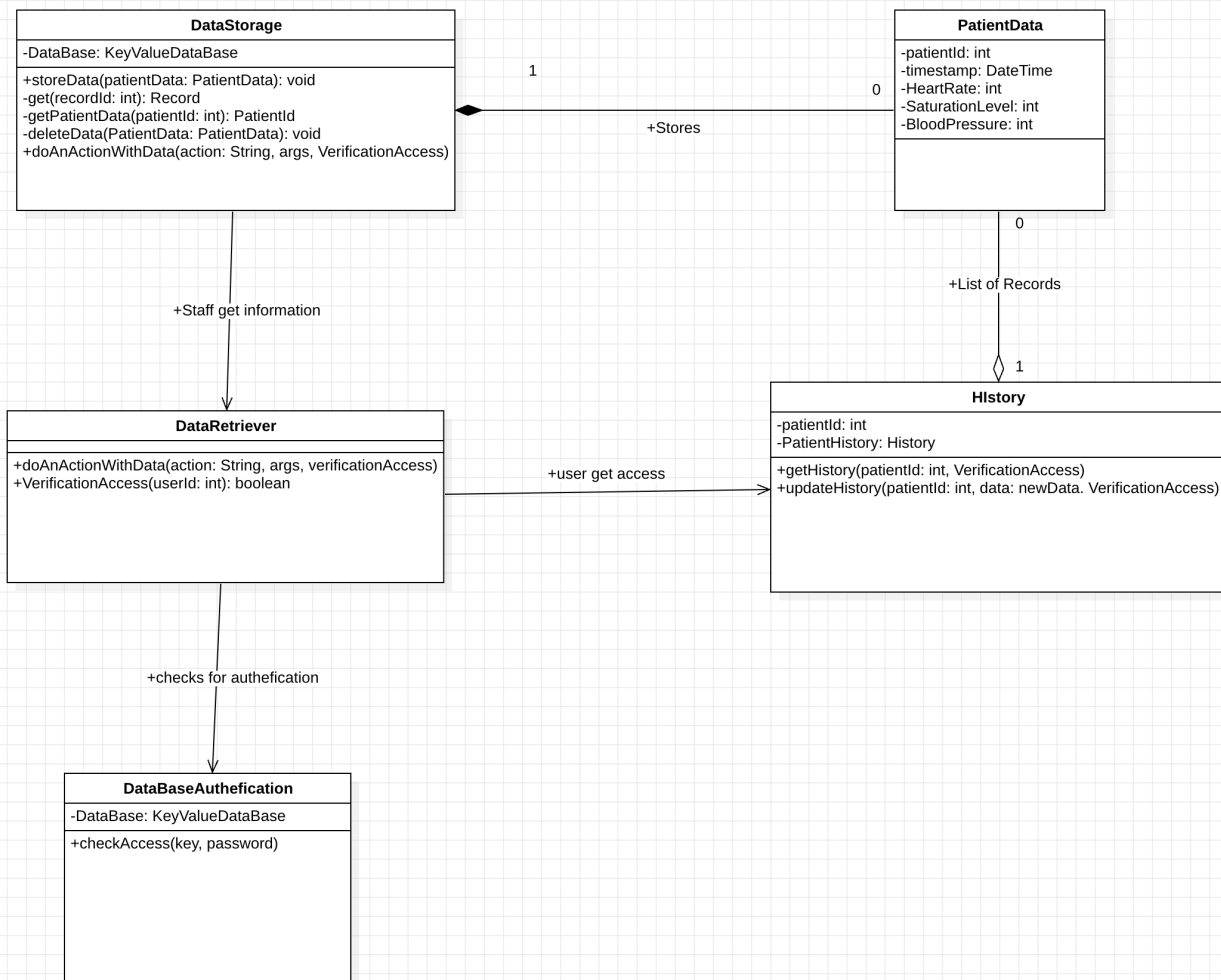 DataStorage
-DataBase: KeyValueDataBase
+storeData(patientData: PatientData): void
-get(recordId: int): Record
-getPatientData(patientId: int): PatientId
-deleteData(PatientData: PatientData): void
+doAnActionWithData(action: String, args, VerificationAccess)
1
0
+Stores
PatientData
-patientId: int
-timestamp: DateTime
-HeartRate: int
-SaturationLevel: int
-BloodPressure: int
0
+List of Records
1
+Staff get information
DataRetriever
+doAnActionWithData(action: String, args, verificationAccess)
+VerificationAccess(userId: int): boolean
+user get access
HIstory
-patientId: int
-PatientHistory: History
+getHistory(patientId: int, VerificationAccess)
+updateHistory(patientId: int, data: newData. VerificationAccess)
+checks for authefication
DataBaseAuthefication
-DataBase: KeyValueDataBase
+checkAccess(key, password)